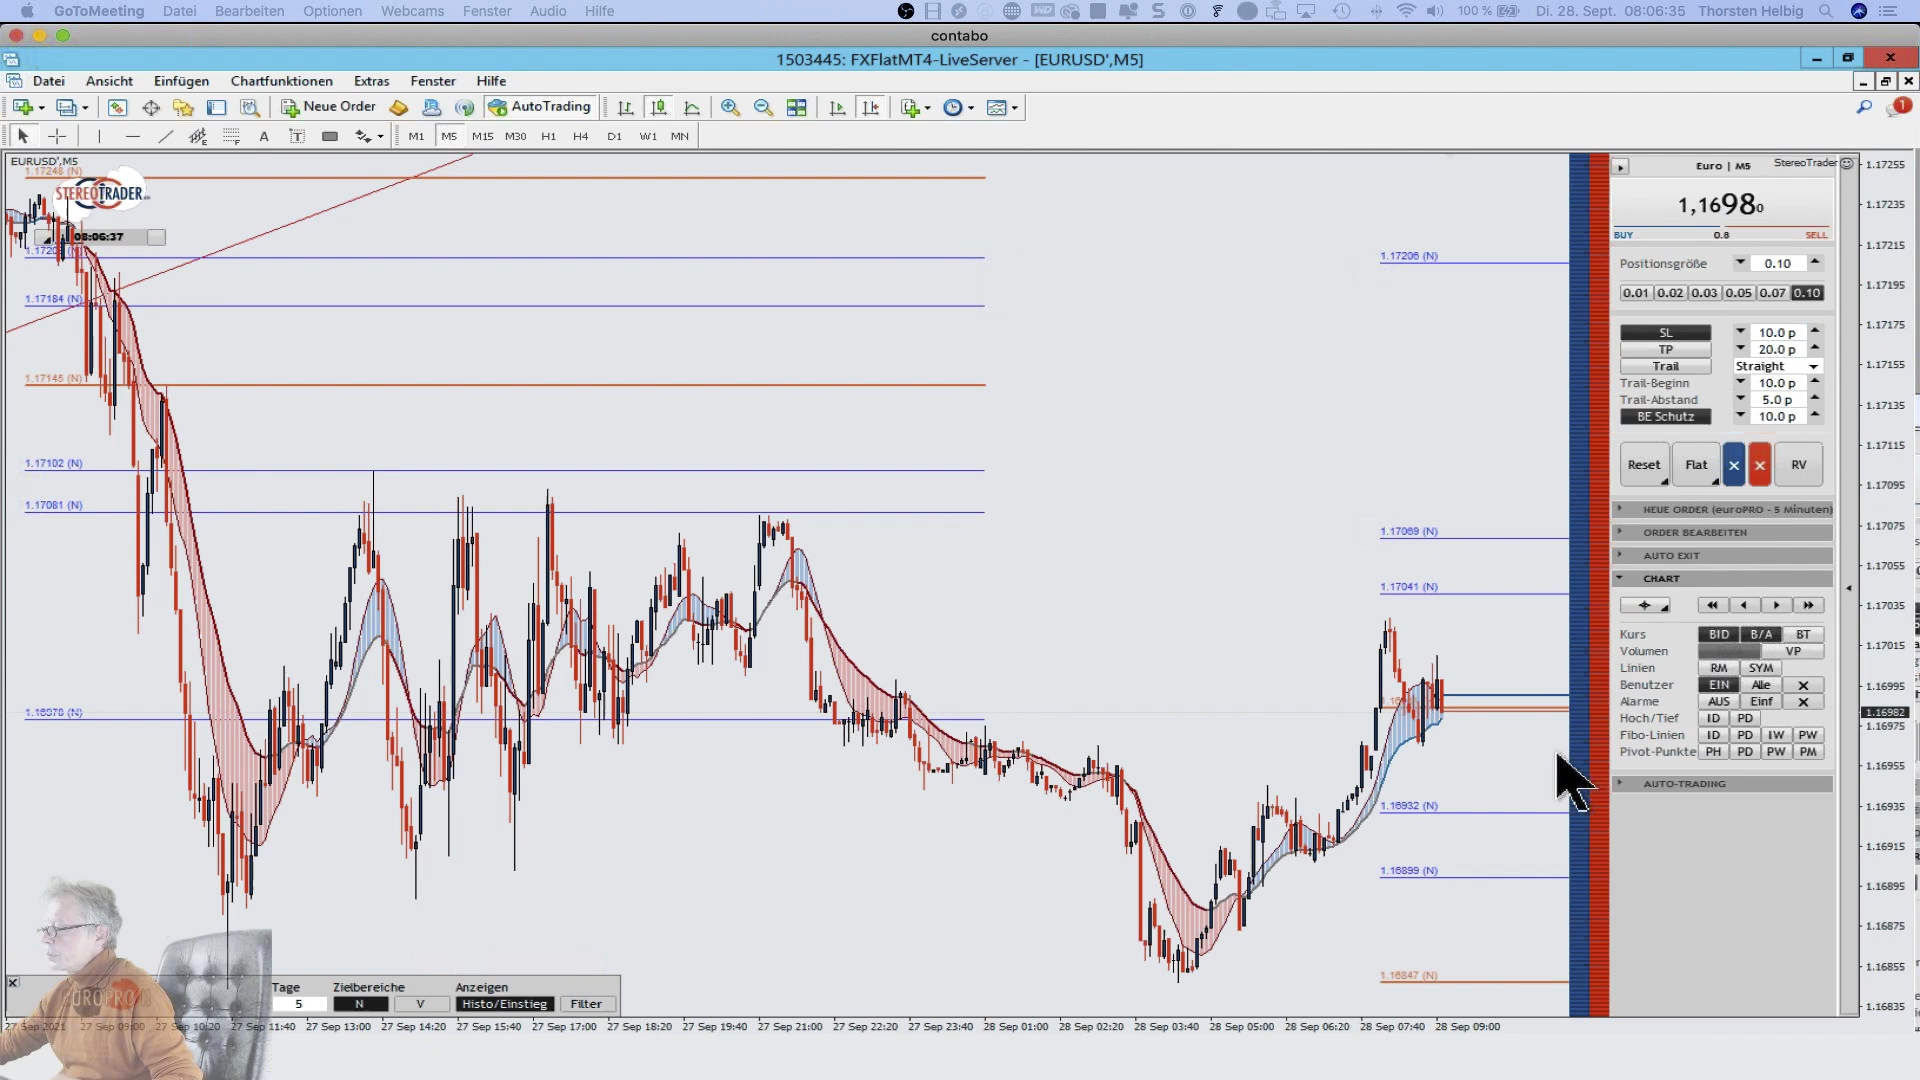 GoToMeeting Datei Bearbeiten Optionen Webcams Fenster Audio Hilfe 100 % Di. 28. Sept. 08:06:35 Thorsten Helbig
contabo
1503445: FXFlatMT4-LiveServer - [EURUSD',M5]
Datei Ansicht Einfügen Chartfunktionen Extras Fenster Hilfe
Neue Order AutoTrading
M1 M5 M15 M30 H1 H4 D1 W1 MN
EURUSD',M5
1.17248 (N)
STEREOTRADER
08:06:37
1.17184 (N)
1.17145 (N)
1.17102 (N)
1.17081 (N)
1.16978 (N)
1.17206 (N)
1.17069 (N)
1.17041 (N)
1.16932 (N)
1.16899 (N)
1.16847 (N)
Euro | M5 StereoTrader
1,16980
BUY 0.8 SELL
Positionsgröße 0.10
0.01 0.02 0.03 0.05 0.07 0.10
SL 10.0 p
TP 20.0 p
Trail Straight
Trail-Beginn 10.0 p
Trail-Abstand 5.0 p
BE Schutz 10.0 p
Reset Flat × × RV
NEUE ORDER (euroPRO - 5 Minuten)
ORDER BEARBEITEN
AUTO EXIT
CHART
Kurs BID B/A BT
Volumen VP
Linien RM SYM
Benutzer EIN Alle
Alarme AUS Einf
Hoch/Tief ID PD
Fibo-Linien ID PD IW PW
Pivot-Punkte PH PD PW PM
AUTO-TRADING
1.17255
1.17235
1.17215
1.17195
1.17175
1.17155
1.17135
1.17115
1.17095
1.17075
1.17055
1.17035
1.17015
1.16995
1.16982
1.16975
1.16955
1.16935
1.16915
1.16895
1.16875
1.16855
1.16835
Tage Zielbereiche Anzeigen
5 N V Histo/Einstieg Filter
27 Sep 2021 27 Sep 09:00 27 Sep 10:20 27 Sep 11:40 27 Sep 13:00 27 Sep 14:20 27 Sep 15:40 27 Sep 17:00 27 Sep 18:20 27 Sep 19:40 27 Sep 21:00 27 Sep 22:20 27 Sep 23:40 28 Sep 01:00 28 Sep 02:20 28 Sep 03:40 28 Sep 05:00 28 Sep 06:20 28 Sep 07:40 28 Sep 09:00